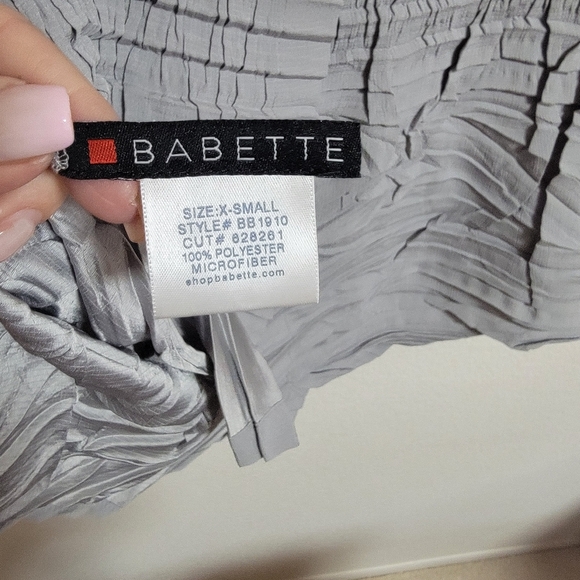 BABETTE
SIZE:X-SMALL
STYLE# BB1910
CUT# 628261
100% POLYESTER
MICROFIBER
shopbabette.com